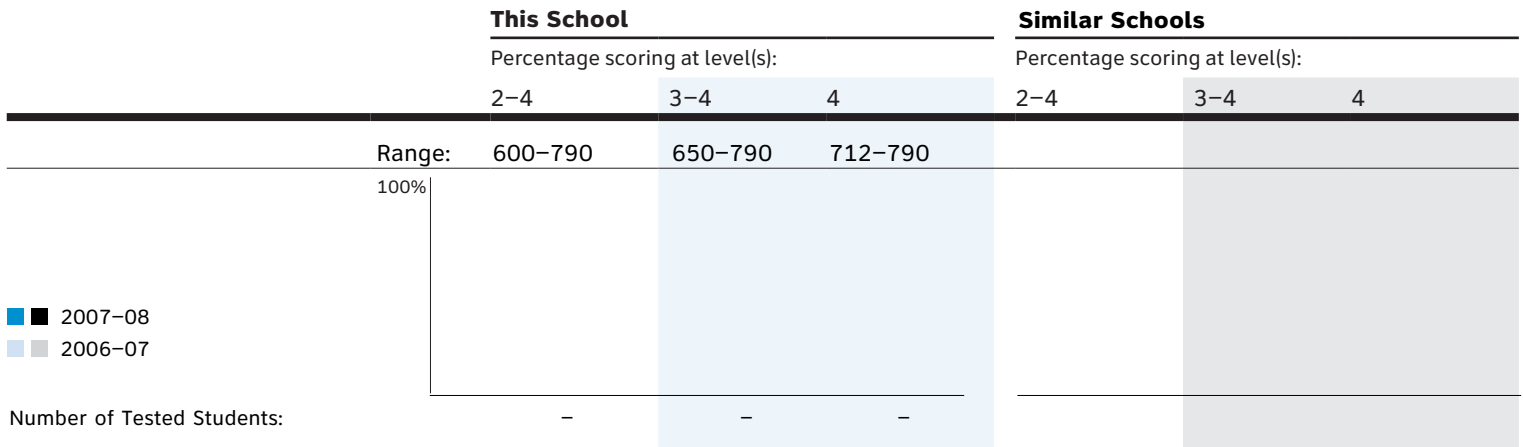 This School Similar Schools
Percentage scoring at level(s): Percentage scoring at level(s):
2–4 3–4 4 2–4 3–4 4
Range: 600–790 650–790 712–790
100%
2007–08
2006–07
Number of Tested Students: – – –